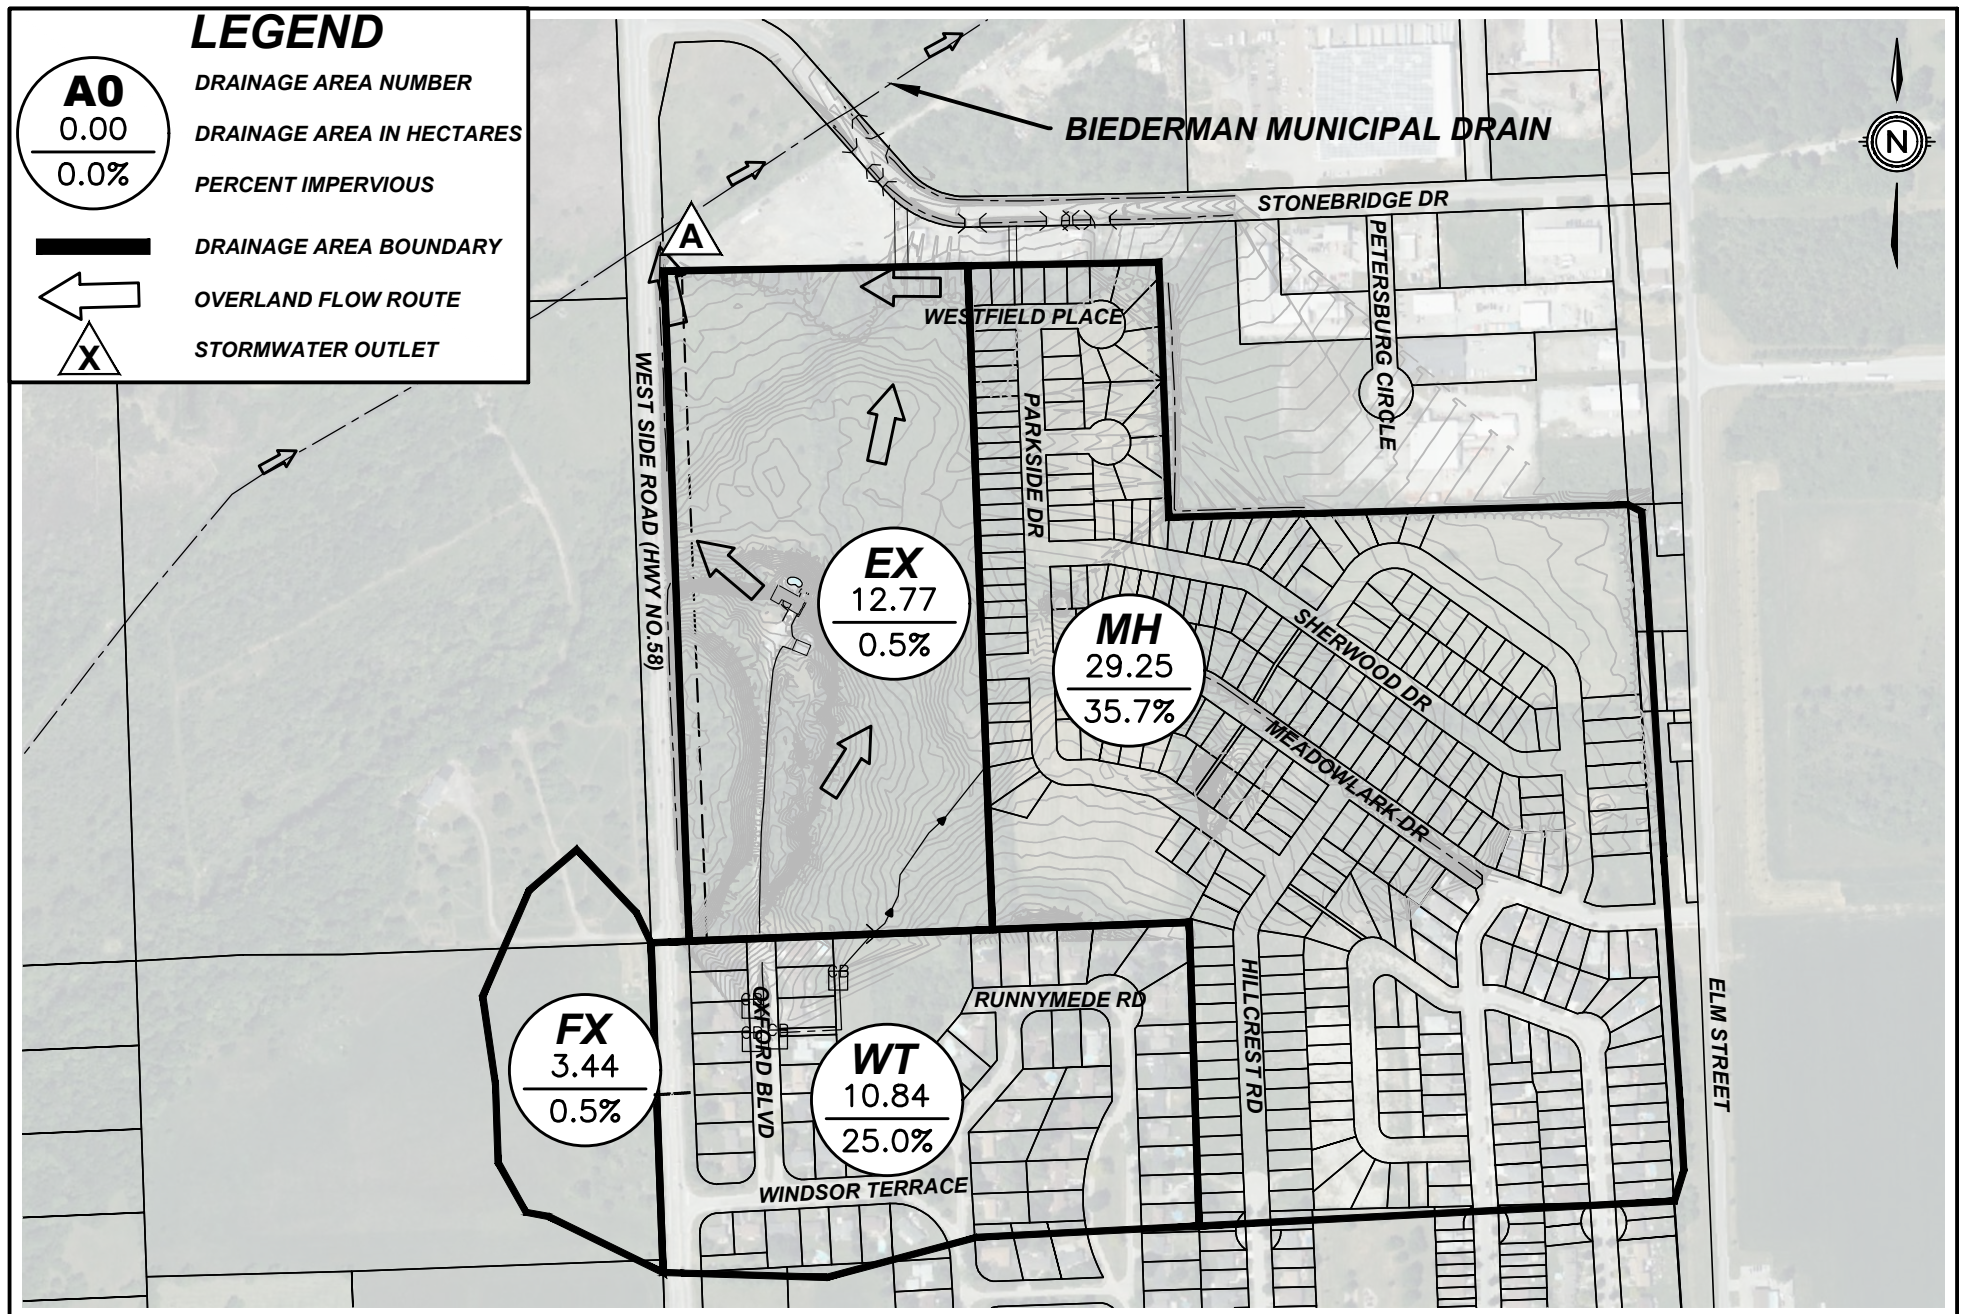 LEGEND
A0
0.00
0.0%
DRAINAGE AREA NUMBER
DRAINAGE AREA IN HECTARES
PERCENT IMPERVIOUS
DRAINAGE AREA BOUNDARY
OVERLAND FLOW ROUTE
X
STORMWATER OUTLET
BIEDERMAN MUNICIPAL DRAIN
N
STONEBRIDGE DR
A
PETERSBURG CIRCLE
WESTFIELD PLACE
WEST SIDE ROAD (HWY NO.58)
PARKSIDE DR
EX
12.77
0.5%
MH
29.25
35.7%
SHERWOOD DR
MEADOWLARK DR
HILLCREST RD
ELM STREET
RUNNYMEDE RD
OXFORD BLVD
CB
FX
3.44
0.5%
WT
10.84
25.0%
WINDSOR TERRACE